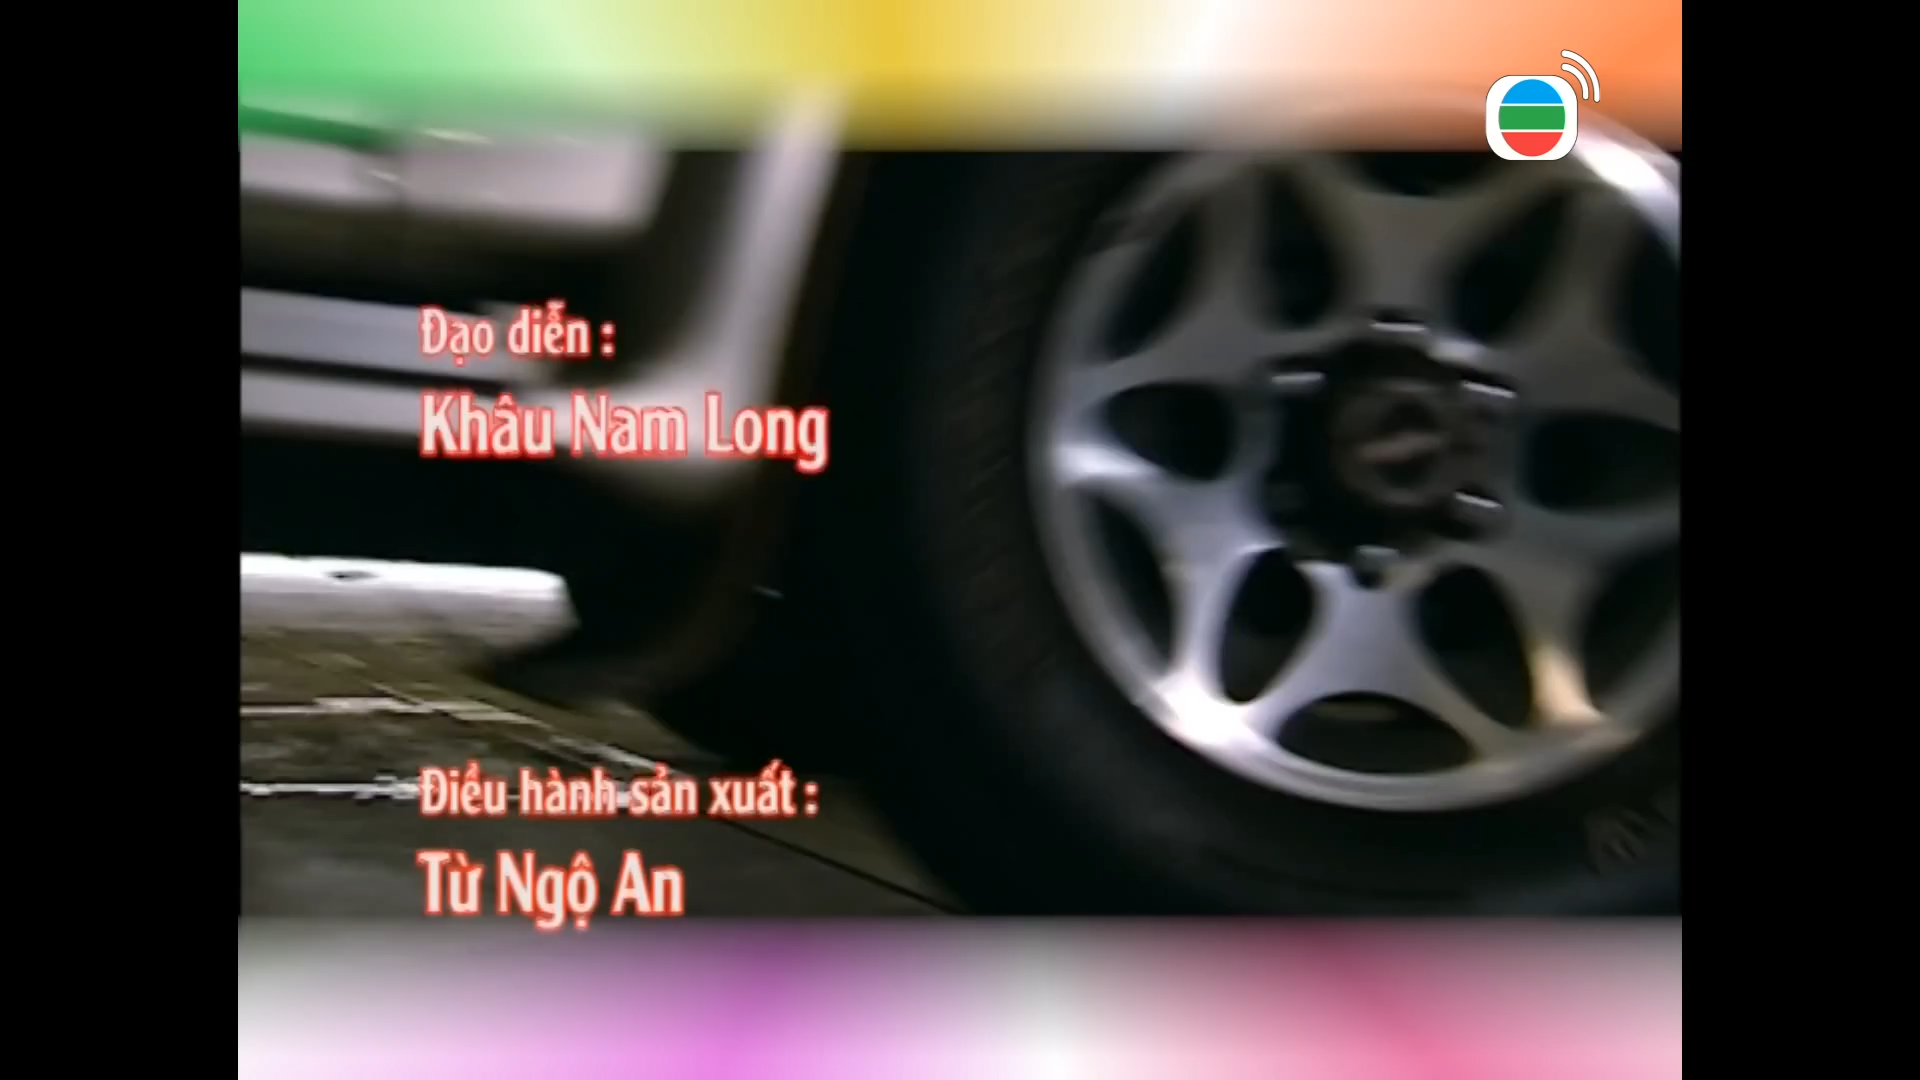 Đạo diễn :
Khâu Nam Long
Điều hành sản xuất :
Từ Ngộ An